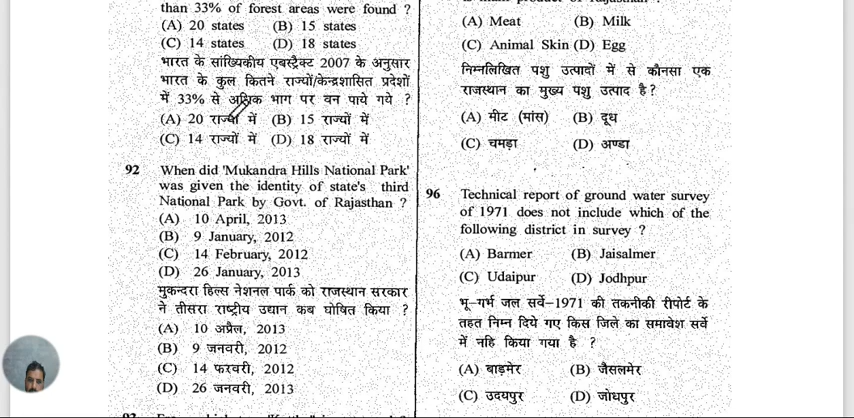 than 33% of forest areas were found ?
(A) 20 states (B) 15 states
(C) 14 states (D) 18 states
भारत के सांख्यिकीय एबस्ट्रैक्ट 2007 के अनुसार
भारत के कुल कितने राज्यों/केन्द्रशासित प्रदेशों
में 33% से अधिक भाग पर वन पाये गये ?
(A) 20 राज्यों में (B) 15 राज्यों में
(C) 14 राज्यों में (D) 18 राज्यों में
92 When did 'Mukandra Hills National Park'
was given the identity of state's third
National Park by Govt. of Rajasthan ?
(A) 10 April, 2013
(B) 9 January, 2012
(C) 14 February, 2012
(D) 26 January, 2013
मुकन्दरा हिल्स नेशनल पार्क को राजस्थान सरकार
ने तीसरा राष्ट्रीय उद्यान कब घोषित किया ?
(A) 10 अप्रैल, 2013
(B) 9 जनवरी, 2012
(C) 14 फरवरी, 2012
(D) 26 जनवरी, 2013
(A) Meat (B) Milk
(C) Animal Skin (D) Egg
निम्नलिखित पशु उत्पादों में से कौनसा एक
राजस्थान का मुख्य पशु उत्पाद है?
(A) मीट (मांस) (B) दूध
(C) चमड़ा (D) अण्डा
96 Technical report of ground water survey
of 1971 does not include which of the
following district in survey ?
(A) Barmer (B) Jaisalmer
(C) Udaipur (D) Jodhpur
भू-गर्भ जल सर्वे-1971 की तकनीकी रीपोर्ट के
तहत निम्न दिये गए किस जिले का समावेश सर्वे
में नहि किया गया है ?
(A) बाड़मेर (B) जैसलमेर
(C) उदयपुर (D) जोधपुर